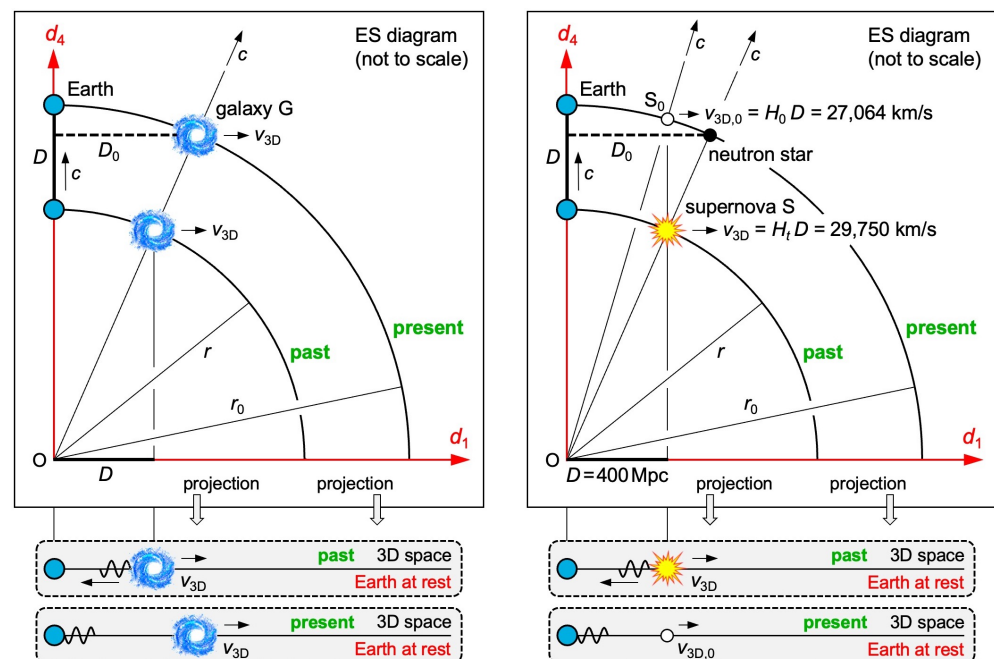 d₄
ES diagram
(not to scale)
Earth
galaxy G
v₃D
D₀
D
c
c
v₃D
past
present
r
r₀
O
d₁
D
projection
projection
past 3D space
v₃D
Earth at rest
present 3D space
v₃D
Earth at rest
d₄
ES diagram
(not to scale)
Earth
c
c
S₀
v₃D,₀ = H₀ D = 27,064 km/s
D₀
neutron star
D
c
supernova S
v₃D = Hₜ D = 29,750 km/s
past
present
r
r₀
O
d₁
D = 400 Mpc
projection
projection
past 3D space
v₃D
Earth at rest
present 3D space
v₃D,₀
Earth at rest